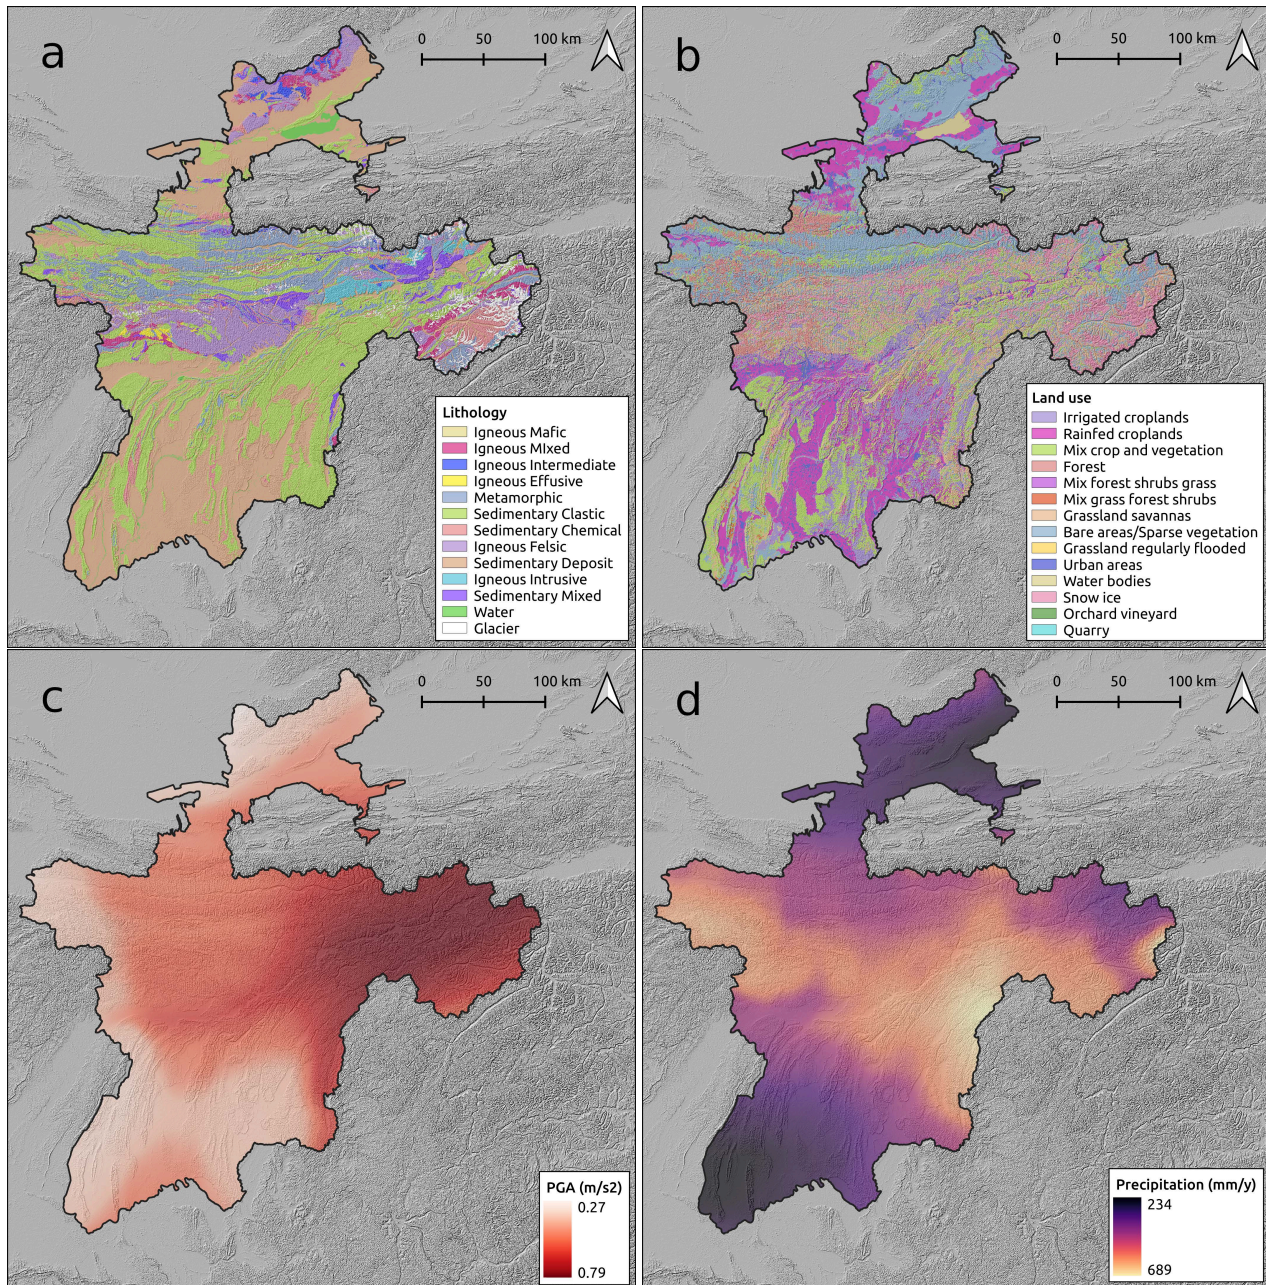 a
0 50 100 km
Lithology
Igneous Mafic
Igneous MIxed
Igneous Intermediate
Igneous Effusive
Metamorphic
Sedimentary Clastic
Sedimentary Chemical
Igneous Felsic
Sedimentary Deposit
Igneous Intrusive
Sedimentary Mixed
Water
Glacier
b
0 50 100 km
Land use
Irrigated croplands
Rainfed croplands
Mix crop and vegetation
Forest
Mix forest shrubs grass
Mix grass forest shrubs
Grassland savannas
Bare areas/Sparse vegetation
Grassland regularly flooded
Urban areas
Water bodies
Snow ice
Orchard vineyard
Quarry
c
0 50 100 km
PGA (m/s2)
0.27
0.79
d
0 50 100 km
Precipitation (mm/y)
234
689